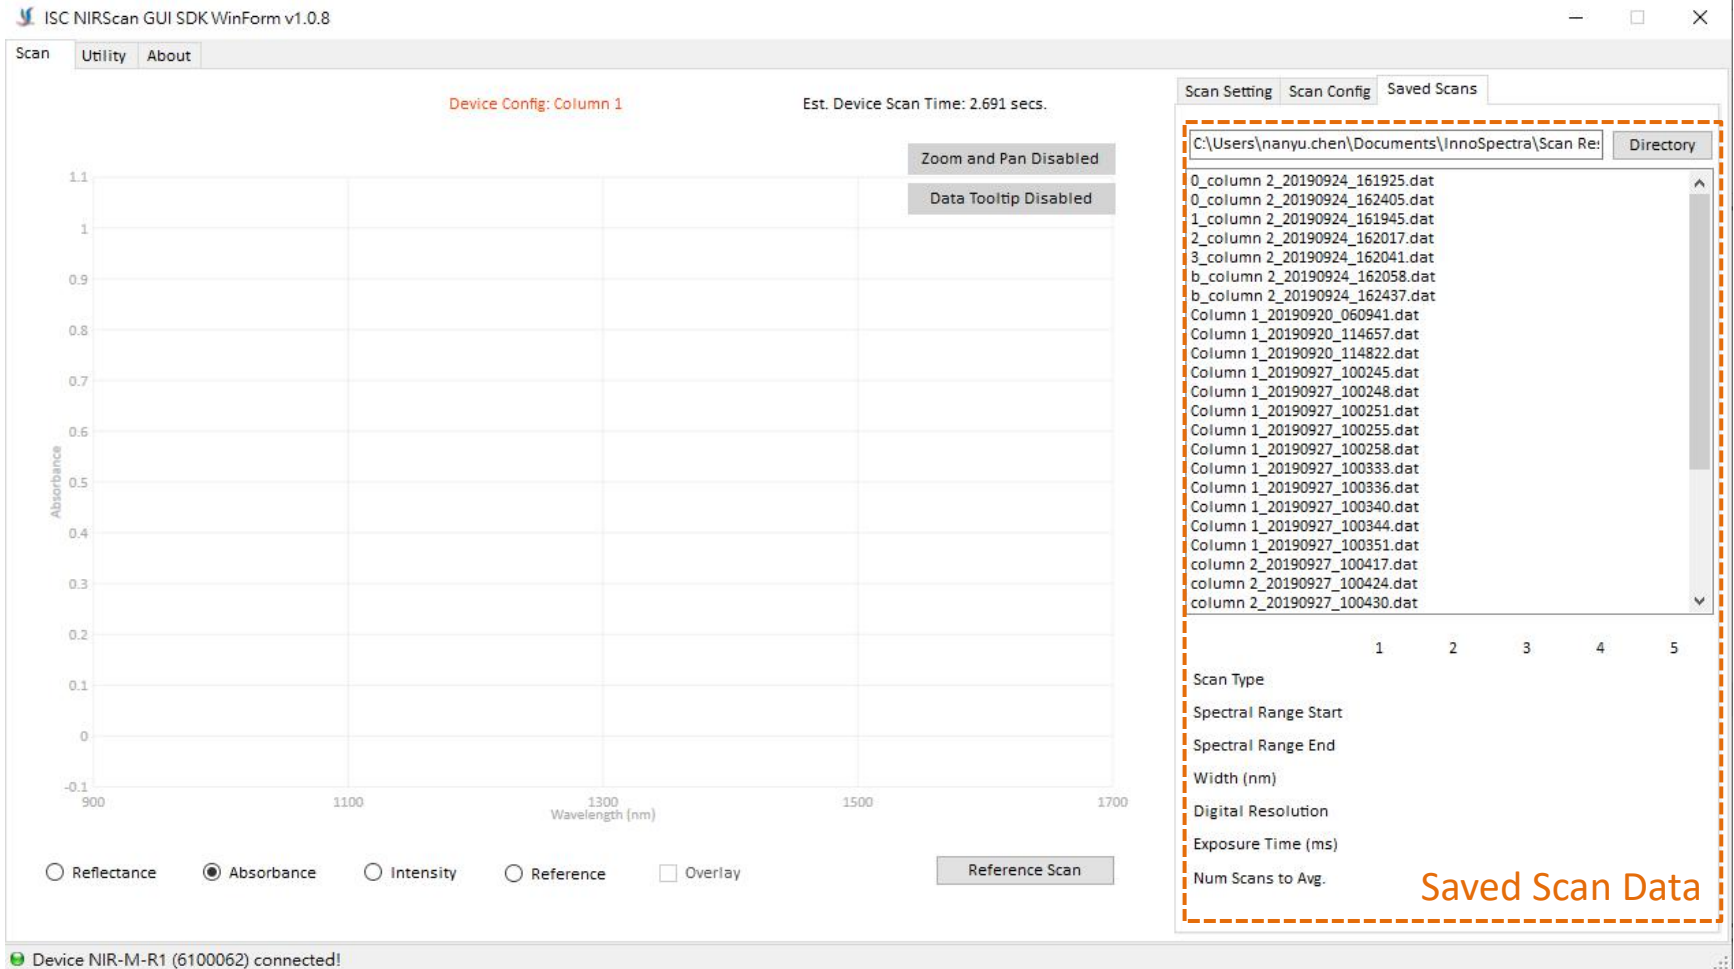 ISC NIRScan GUI SDK WinForm v1.0.8
Scan Utility About
Device Config: Column 1
Est. Device Scan Time: 2.691 secs.
Zoom and Pan Disabled
Data Tooltip Disabled
1.1
1
0.9
0.8
0.7
0.6
0.5
0.4
0.3
0.2
0.1
0
-0.1
Absorbance
900 1100 1300 1500 1700
Wavelength (nm)
Reflectance Absorbance Intensity Reference Overlay
Reference Scan
Scan Setting Scan Config Saved Scans
C:\Users\nanyu.chen\Documents\InnoSpectra\Scan Re
Directory
0_column 2_20190924_161925.dat
0_column 2_20190924_162405.dat
1_column 2_20190924_161945.dat
2_column 2_20190924_162017.dat
3_column 2_20190924_162041.dat
b_column 2_20190924_162058.dat
b_column 2_20190924_162437.dat
Column 1_20190920_060941.dat
Column 1_20190920_114657.dat
Column 1_20190920_114822.dat
Column 1_20190927_100245.dat
Column 1_20190927_100248.dat
Column 1_20190927_100251.dat
Column 1_20190927_100255.dat
Column 1_20190927_100258.dat
Column 1_20190927_100333.dat
Column 1_20190927_100336.dat
Column 1_20190927_100340.dat
Column 1_20190927_100344.dat
Column 1_20190927_100351.dat
column 2_20190927_100417.dat
column 2_20190927_100424.dat
column 2_20190927_100430.dat
1 2 3 4 5
Scan Type
Spectral Range Start
Spectral Range End
Width (nm)
Digital Resolution
Exposure Time (ms)
Num Scans to Avg.
Saved Scan Data
Device NIR-M-R1 (6100062) connected!